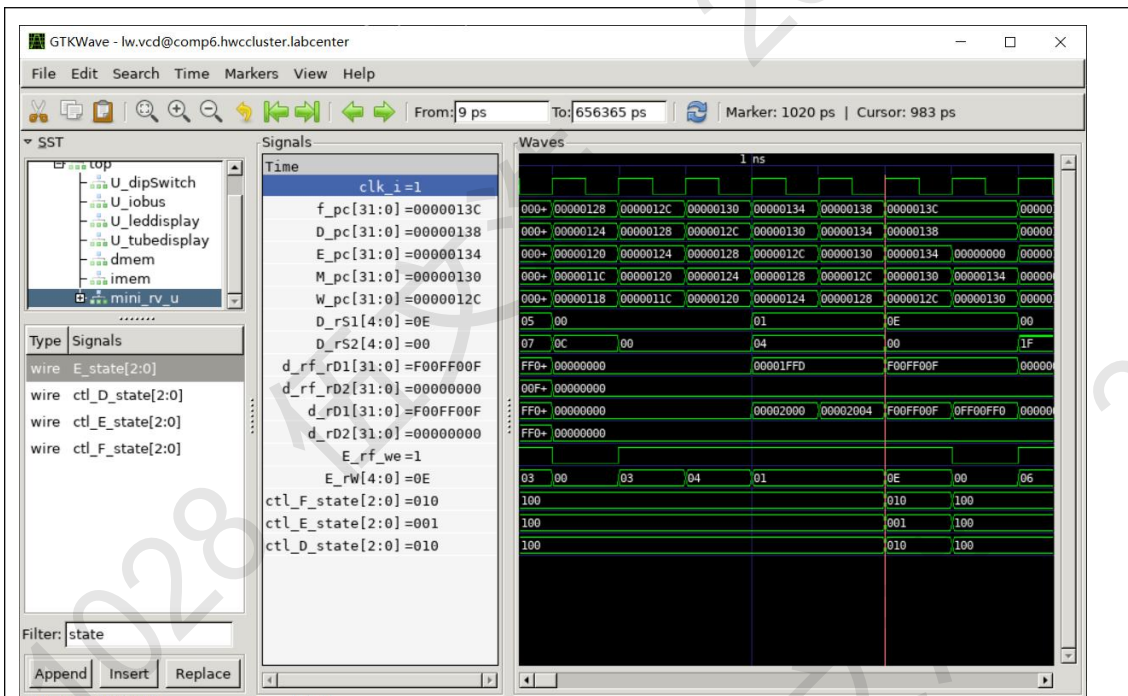 GTKWave - lw.vcd@comp6.hwccluster.labcenter
File Edit Search Time Markers View Help
From: 9 ps To: 656365 ps Marker: 1020 ps | Cursor: 983 ps
SST
top
U_dipSwitch
U_iobus
U_leddisplay
U_tubedisplay
dmem
imem
mini_rv_u
Type Signals
wire E_state[2:0]
wire ctl_D_state[2:0]
wire ctl_E_state[2:0]
wire ctl_F_state[2:0]
Filter: state
Append Insert Replace
Signals
Time
clk_i=1
f_pc[31:0]=0000013C
D_pc[31:0]=00000138
E_pc[31:0]=00000134
M_pc[31:0]=00000130
W_pc[31:0]=0000012C
D_rS1[4:0]=0E
D_rS2[4:0]=00
d_rf_rD1[31:0]=F00FF00F
d_rf_rD2[31:0]=00000000
d_rD1[31:0]=F00FF00F
d_rD2[31:0]=00000000
E_rf_we=1
E_rW[4:0]=0E
ctl_F_state[2:0]=010
ctl_E_state[2:0]=001
ctl_D_state[2:0]=010
Waves
1 ns
000+ 00000128 0000012C 00000130 00000134 00000138 0000013C 00000
000+ 00000124 00000128 0000012C 00000130 00000134 00000138 00000
000+ 00000120 00000124 00000128 0000012C 00000130 00000134 00000000 00000
000+ 0000011C 00000120 00000124 00000128 0000012C 00000130 00000134 00000
000+ 00000118 0000011C 00000120 00000124 00000128 0000012C 00000130 00000
05 00 01 0E 00
07 0C 00 04 00 1F
FF0+ 00000000 00001FFD F00FF00F 00000
00F+ 00000000
FF0+ 00000000 00002000 00002004 F00FF00F 0FF00FF0 00000
FF0+ 00000000
03 00 03 04 01 0E 00 06
100 010 100
100 001 100
100 010 100
1028